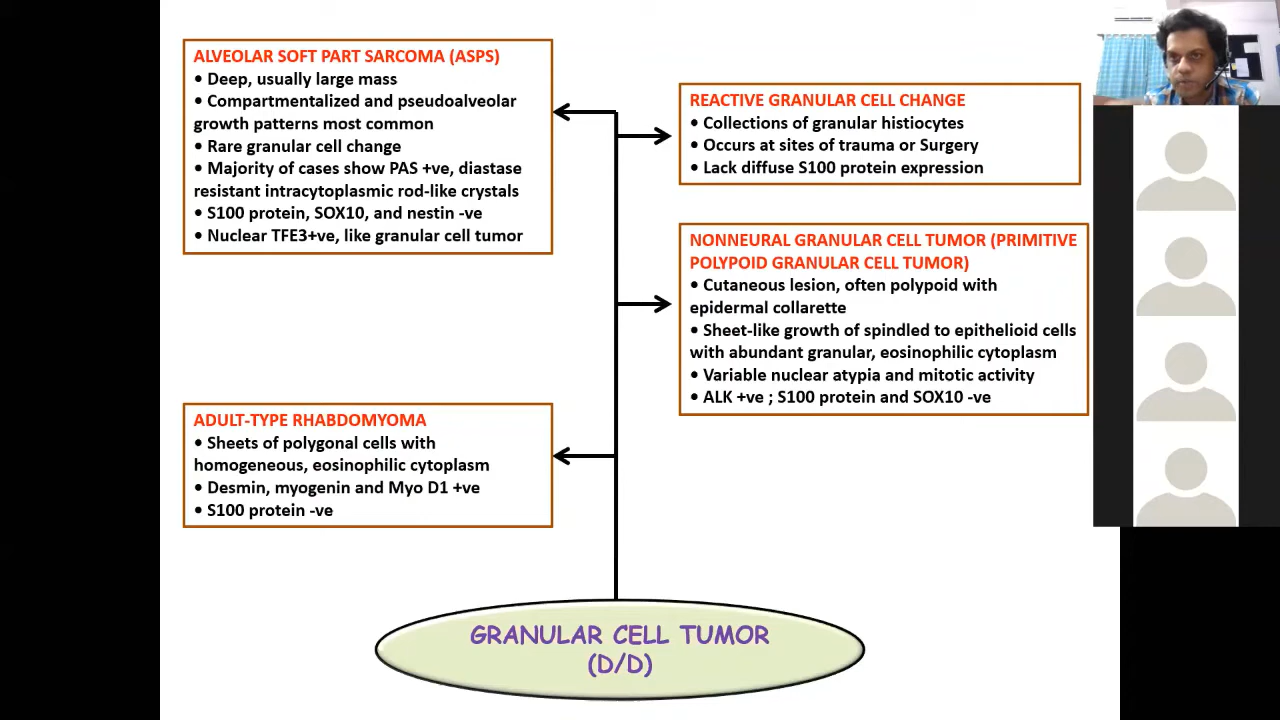 ALVEOLAR SOFT PART SARCOMA (ASPS)
• Deep, usually large mass
• Compartmentalized and pseudoalveolar
growth patterns most common
• Rare granular cell change
• Majority of cases show PAS +ve, diastase
resistant intracytoplasmic rod-like crystals
• S100 protein, SOX10, and nestin -ve
• Nuclear TFE3+ve, like granular cell tumor
REACTIVE GRANULAR CELL CHANGE
• Collections of granular histiocytes
• Occurs at sites of trauma or Surgery
• Lack diffuse S100 protein expression
NONNEURAL GRANULAR CELL TUMOR (PRIMITIVE
POLYPOID GRANULAR CELL TUMOR)
• Cutaneous lesion, often polypoid with
epidermal collarette
• Sheet-like growth of spindled to epithelioid cells
with abundant granular, eosinophilic cytoplasm
• Variable nuclear atypia and mitotic activity
• ALK +ve ; S100 protein and SOX10 -ve
ADULT-TYPE RHABDOMYOMA
• Sheets of polygonal cells with
homogeneous, eosinophilic cytoplasm
• Desmin, myogenin and Myo D1 +ve
• S100 protein -ve
GRANULAR CELL TUMOR
(D/D)